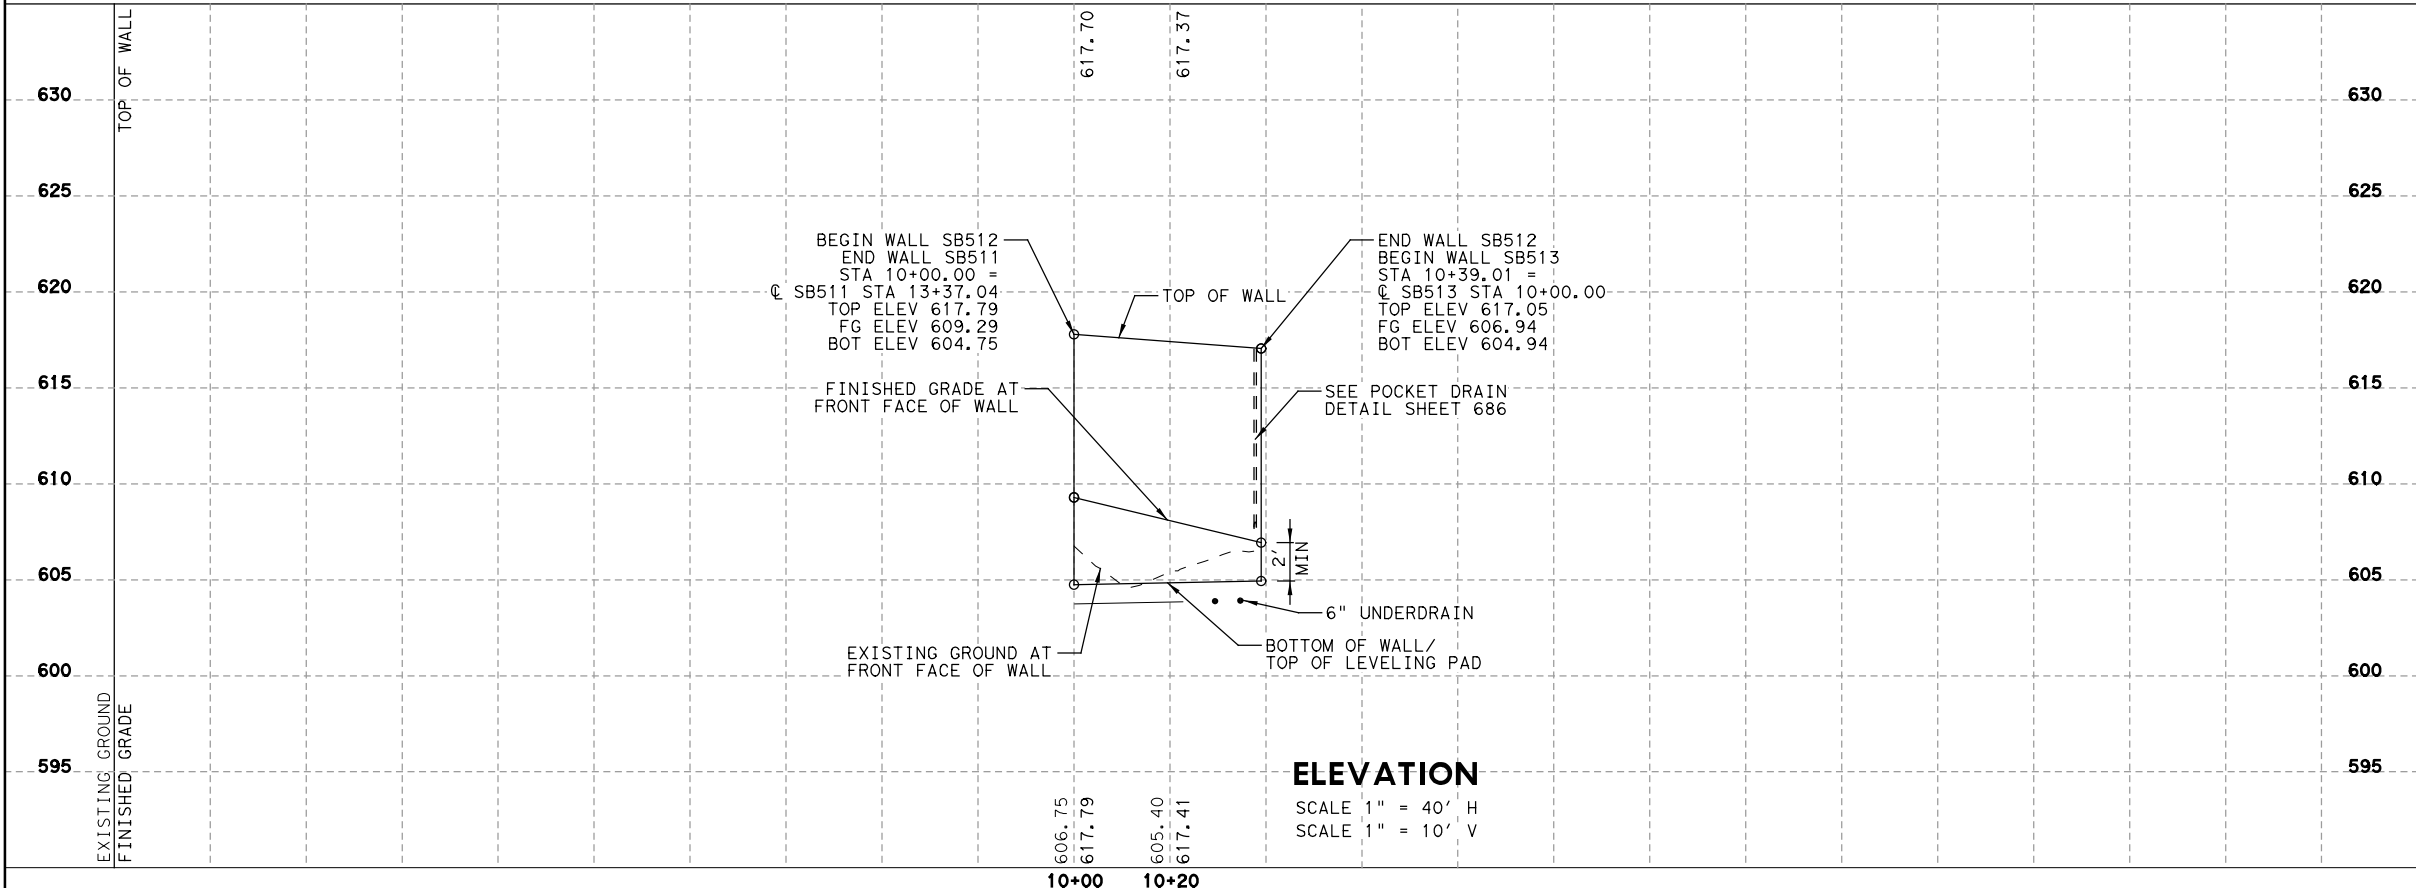 TOP OF WALL
617.70
617.37
630
630
625
625
620
620
615
615
610
610
605
605
600
600
595
595
BEGIN WALL SB512
END WALL SB511
STA 10+00.00 =
℄ SB511 STA 13+37.04
TOP ELEV 617.79
FG ELEV 609.29
BOT ELEV 604.75
TOP OF WALL
END WALL SB512
BEGIN WALL SB513
STA 10+39.01 =
℄ SB513 STA 10+00.00
TOP ELEV 617.05
FG ELEV 606.94
BOT ELEV 604.94
FINISHED GRADE AT
FRONT FACE OF WALL
SEE POCKET DRAIN
DETAIL SHEET 686
2'
MIN
6" UNDERDRAIN
EXISTING GROUND AT
FRONT FACE OF WALL
BOTTOM OF WALL/
TOP OF LEVELING PAD
EXISTING GROUND
FINISHED GRADE
ELEVATION
SCALE 1" = 40' H
SCALE 1" = 10' V
606.75
617.79
605.40
617.41
10+00
10+20